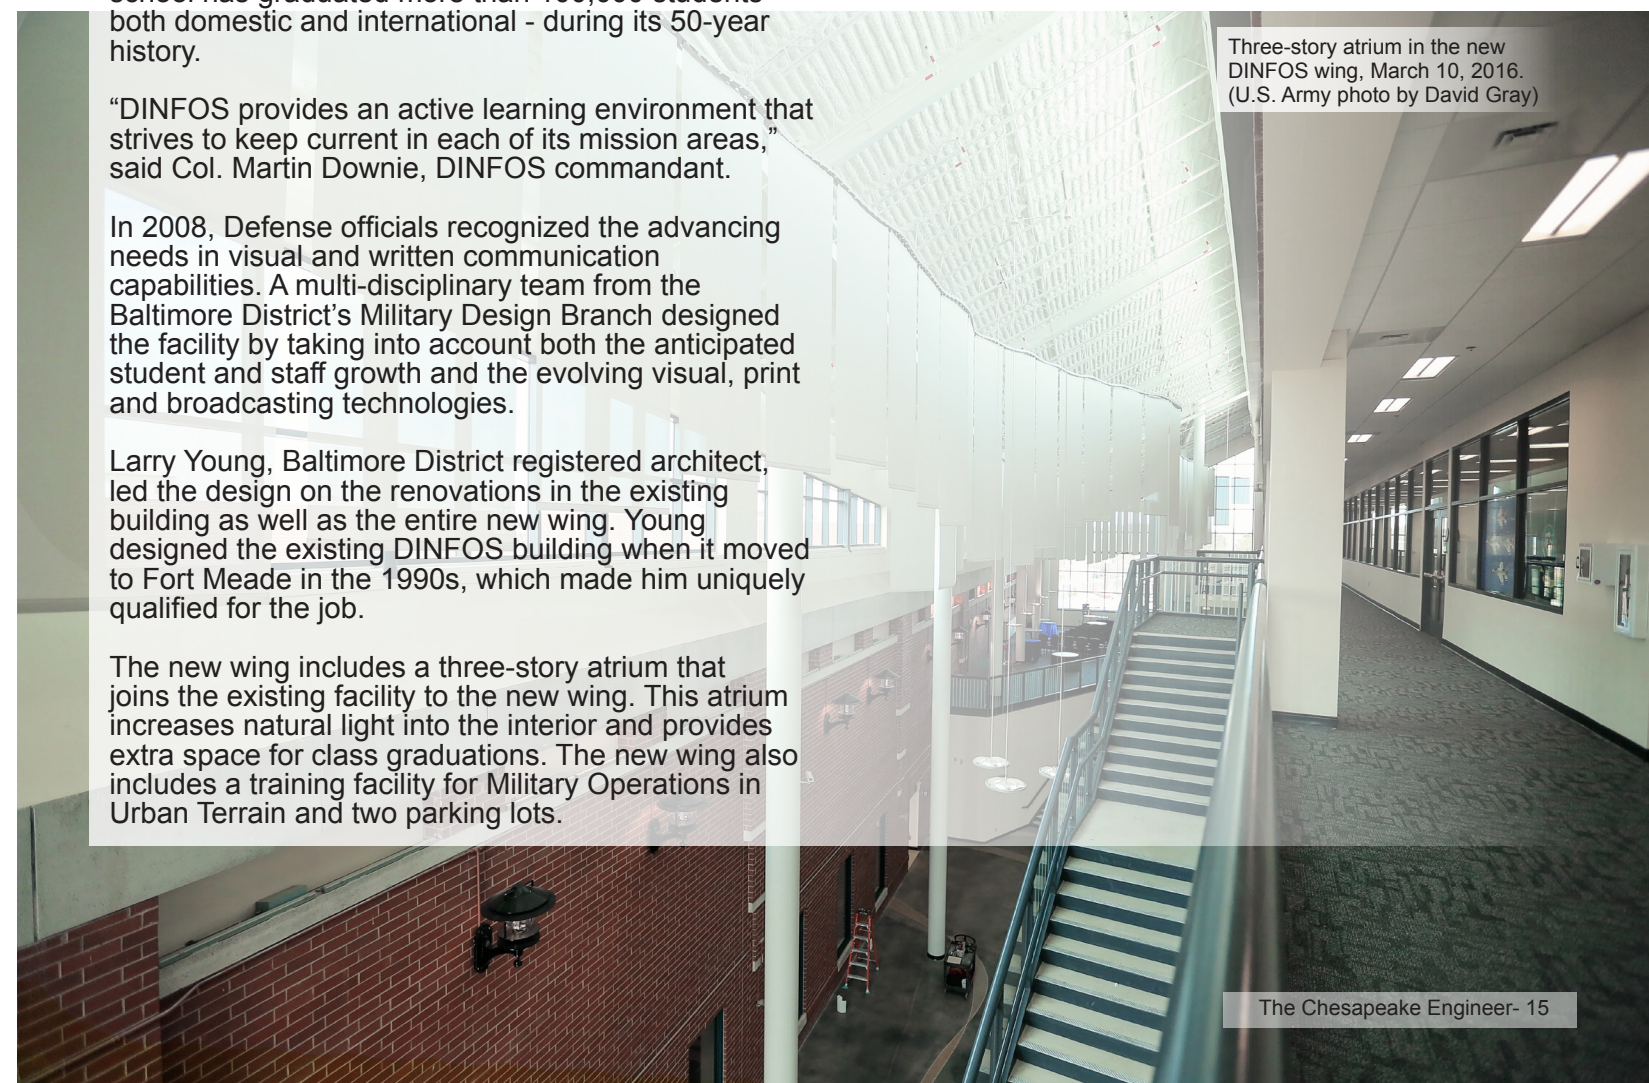 school has graduated more than 100,000 students -
both domestic and international - during its 50-year
history.
“DINFOS provides an active learning environment that
strives to keep current in each of its mission areas,”
said Col. Martin Downie, DINFOS commandant.
In 2008, Defense officials recognized the advancing
needs in visual and written communication
capabilities. A multi-disciplinary team from the
Baltimore District’s Military Design Branch designed
the facility by taking into account both the anticipated
student and staff growth and the evolving visual, print
and broadcasting technologies.
Larry Young, Baltimore District registered architect,
led the design on the renovations in the existing
building as well as the entire new wing. Young
designed the existing DINFOS building when it moved
to Fort Meade in the 1990s, which made him uniquely
qualified for the job.
The new wing includes a three-story atrium that
joins the existing facility to the new wing. This atrium
increases natural light into the interior and provides
extra space for class graduations. The new wing also
includes a training facility for Military Operations in
Urban Terrain and two parking lots.
Three-story atrium in the new
DINFOS wing, March 10, 2016.
(U.S. Army photo by David Gray)
The Chesapeake Engineer- 15